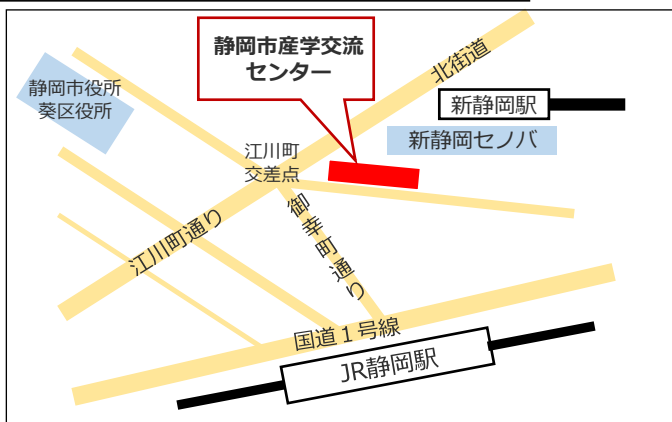 静岡市産学交流
センター
北街道
静岡市役所
葵区役所
新静岡駅
新静岡セノバ
江川町
交差点
江川町通り
御幸町通り
国道１号線
JR静岡駅